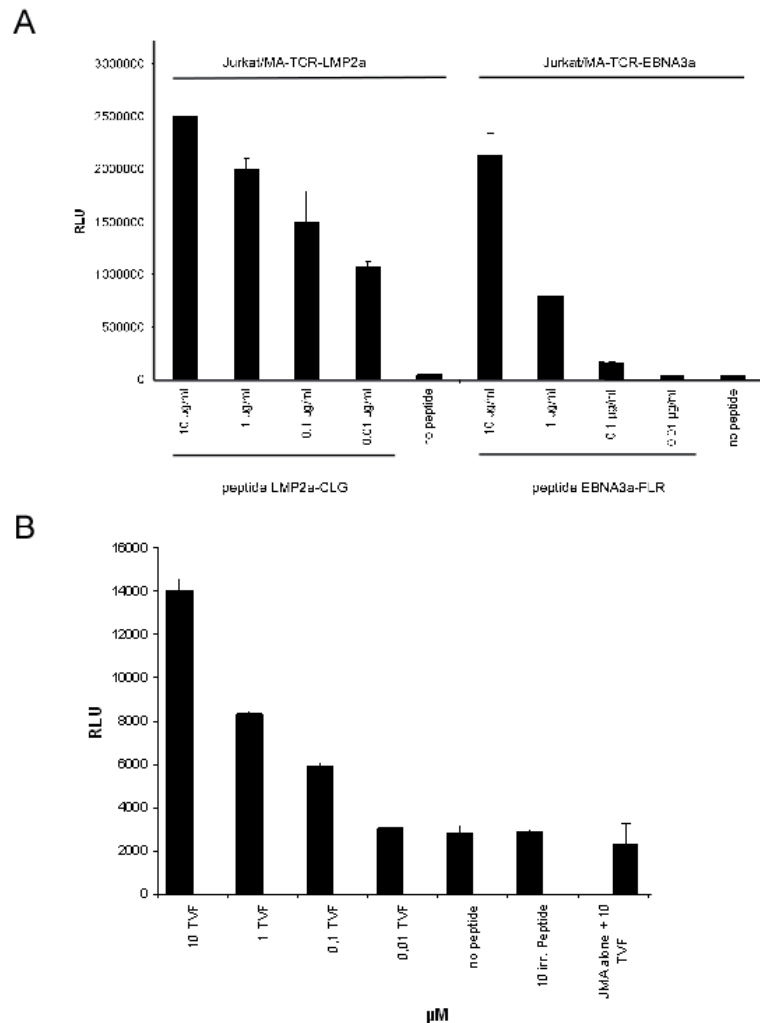 A
Jurkat/MA-TCR-LMP2a
Jurkat/MA-TCR-EBNA3a
3000000
2500000
2000000
1500000
1000000
500000
0
RLU
10 µg/ml
1 µg/ml
0.1 µg/ml
0.01 µg/ml
no peptide
10 µg/ml
1 µg/ml
0.1 µg/ml
0.01 µg/ml
no peptide
peptide LMP2a-CLG
peptide EBNA3a-FLR
B
16000
14000
12000
10000
8000
6000
4000
2000
0
RLU
10 TVF
1 TVF
0,1 TVF
0,01 TVF
no peptide
10 irr. Peptide
JMA alone + 10
TVF
µM